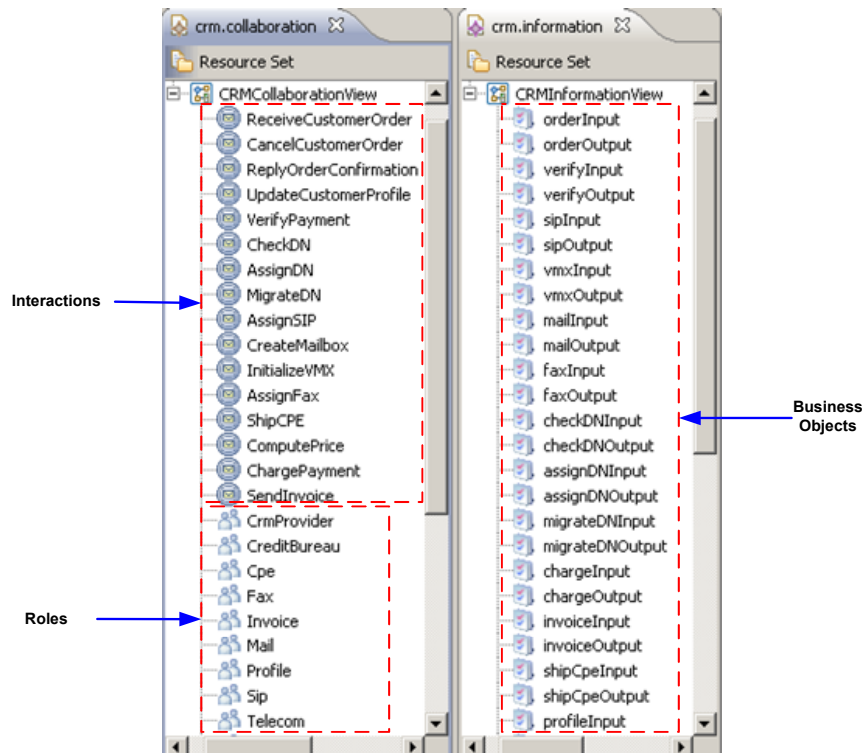 crm.collaboration
Resource Set
CRMCollaborationView
ReceiveCustomerOrder
CancelCustomerOrder
ReplyOrderConfirmation
UpdateCustomerProfile
VerifyPayment
CheckDN
AssignDN
MigrateDN
AssignSIP
CreateMailbox
InitializeVMX
AssignFax
ShipCPE
ComputePrice
ChargePayment
SendInvoice
CrmProvider
CreditBureau
Cpe
Fax
Invoice
Mail
Profile
Sip
Telecom
Interactions
Roles
crm.information
Resource Set
CRMInformationView
orderInput
orderOutput
verifyInput
verifyOutput
sipInput
sipOutput
vmxInput
vmxOutput
mailInput
mailOutput
faxInput
faxOutput
checkDNInput
checkDNOutput
assignDNInput
assignDNOutput
migrateDNInput
migrateDNOutput
chargeInput
chargeOutput
invoiceInput
invoiceOutput
shipCpeInput
shipCpeOutput
profileInput
Business
Objects